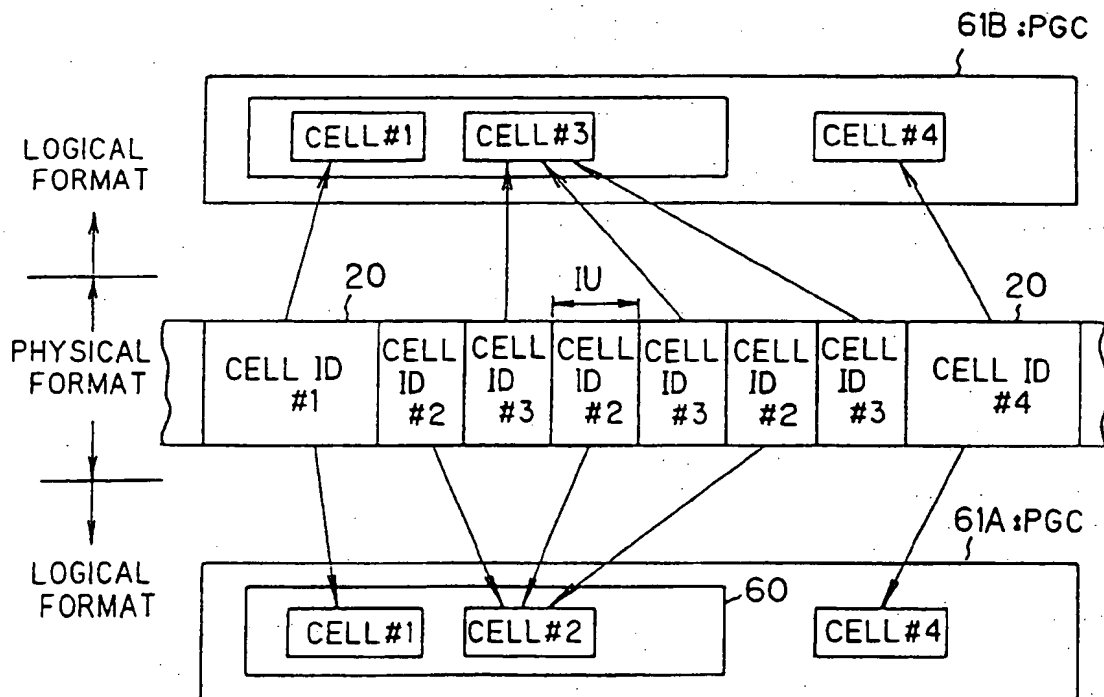 61B:PGC
CELL#1
CELL#3
CELL#4
LOGICAL
FORMAT
20
IU
20
PHYSICAL
FORMAT
CELL ID
#1
CELL
ID
#2
CELL
ID
#3
CELL
ID
#2
CELL
ID
#3
CELL
ID
#2
CELL
ID
#3
CELL ID
#4
61A:PGC
LOGICAL
FORMAT
60
CELL#1
CELL#2
CELL#4